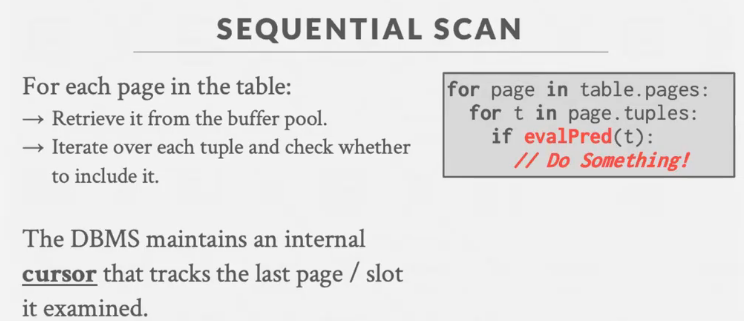 SEQUENTIAL SCAN
For each page in the table:
→ Retrieve it from the buffer pool.
→ Iterate over each tuple and check whether
to include it.
The DBMS maintains an internal
cursor that tracks the last page / slot
it examined.
for page in table.pages:
for t in page.tuples:
if evalPred(t):
// Do Something!